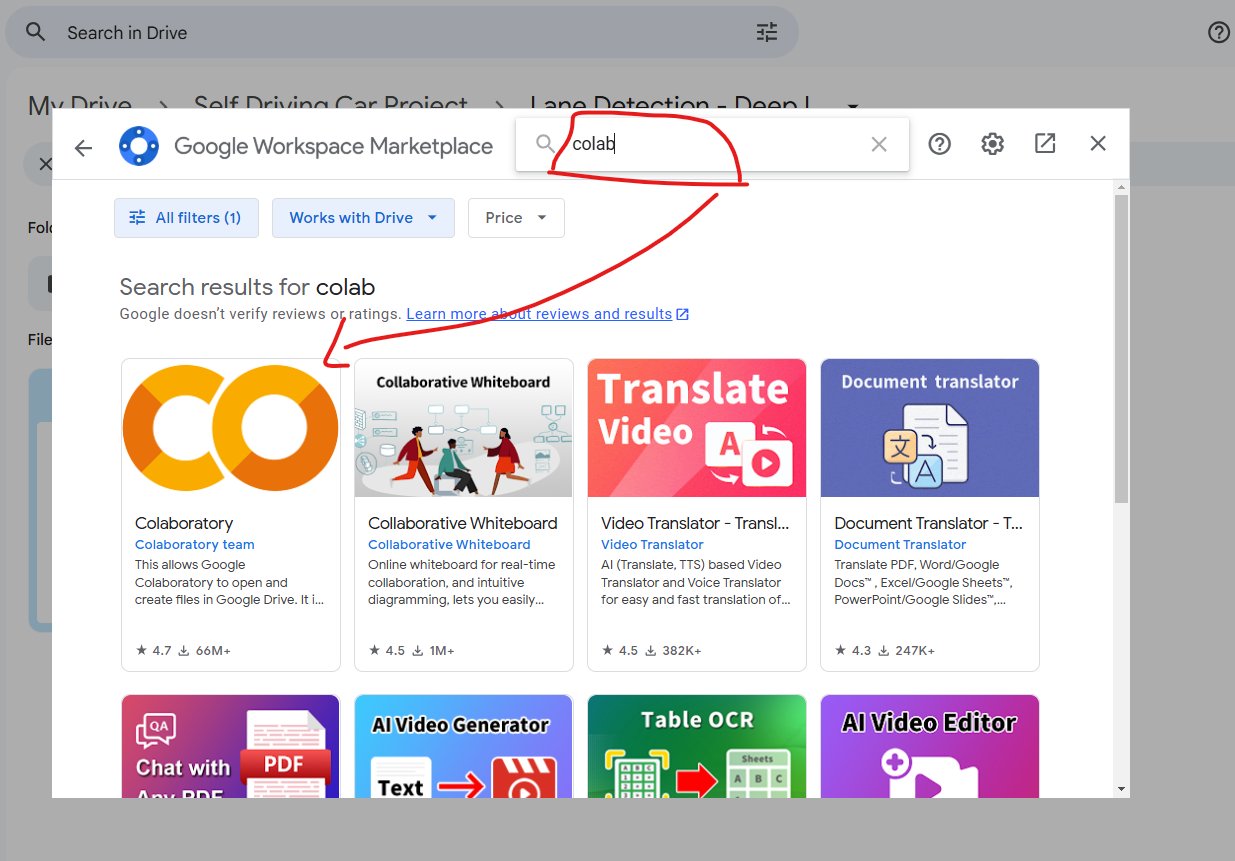 Search in Drive
My Drive > Self Driving Car Project > Lane Detection - Deep L
Google Workspace Marketplace
colab
All filters (1)
Works with Drive
Price
Search results for colab
Google doesn’t verify reviews or ratings. Learn more about reviews and results
Collaborative Whiteboard
Translate
Video
A
Document translator
文
A
Colaboratory
Colaboratory team
This allows Google
Colaboratory to open and
create files in Google Drive. It i...
4.7 66M+
Collaborative Whiteboard
Collaborative Whiteboard
Online whiteboard for real-time
collaboration, and intuitive
diagramming, lets you easily...
4.5 1M+
Video Translator - Transl...
Video Translator
AI (Translate, TTS) based Video
Translator and Voice Translator
for easy and fast translation of...
4.5 382K+
Document Translator - T...
Document Translator
Translate PDF, Word/Google
Docs™ , Excel/Google Sheets™,
PowerPoint/Google Slides™,...
4.3 247K+
QA
Chat with
Any PDF
PDF
AI Video Generator
Text
Table OCR
A B C
Sheets
A B C
AI Video Editor